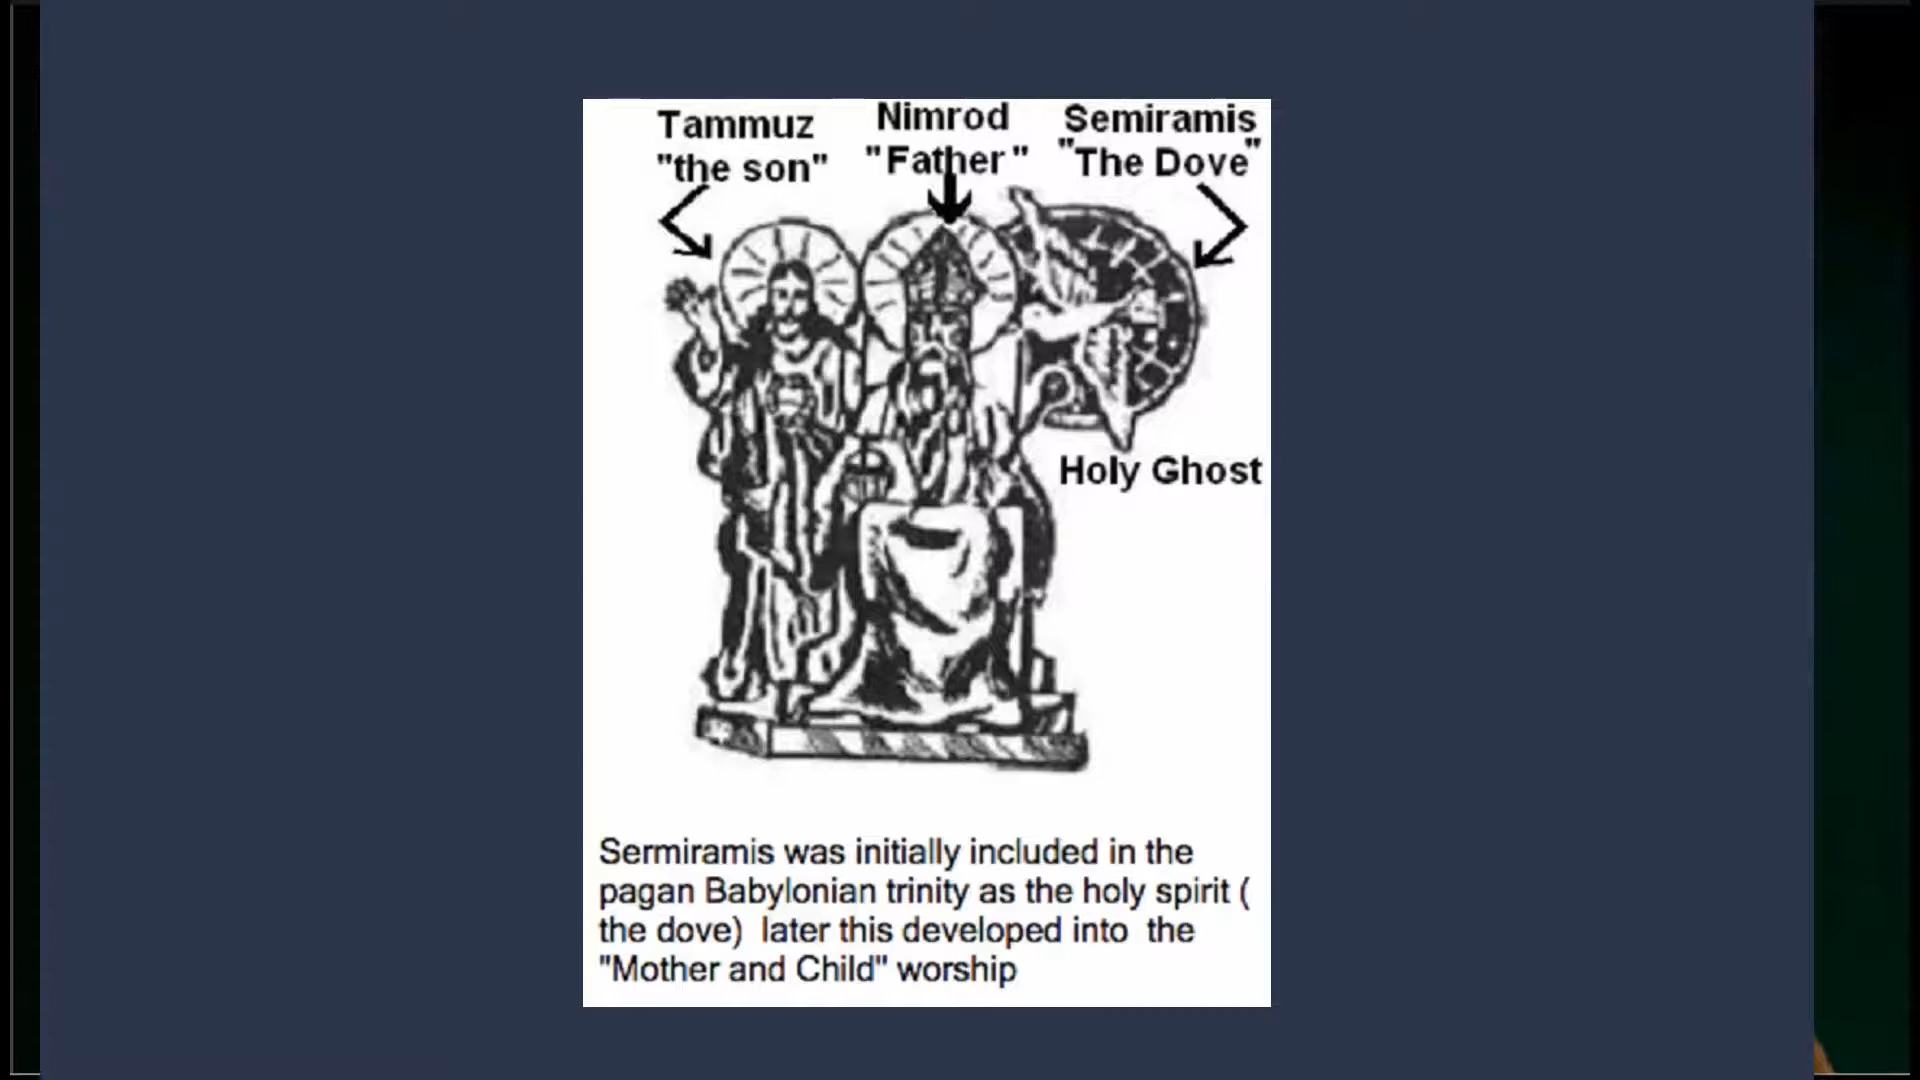 Tammuz
"the son"
Nimrod
"Father"
Semiramis
"The Dove"
Holy Ghost
Sermiramis was initially included in the
pagan Babylonian trinity as the holy spirit (
the dove)  later this developed into  the
"Mother and Child" worship